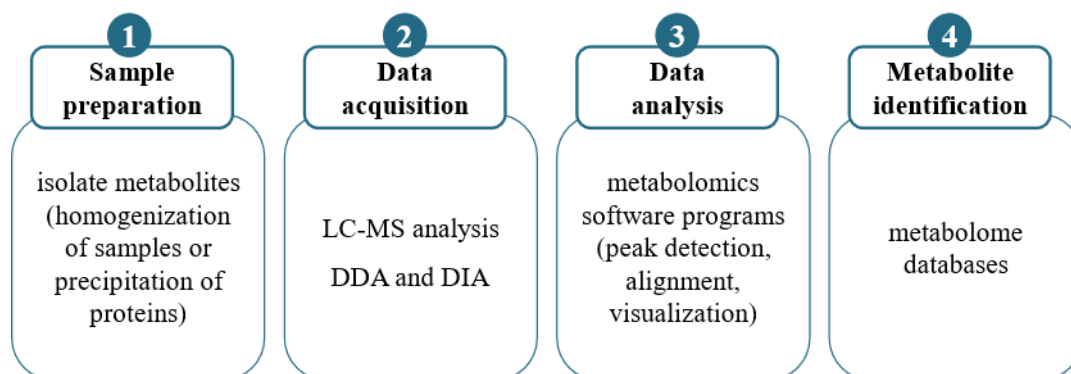 1
Sample
preparation
isolate metabolites
(homogenization
of samples or
precipitation of
proteins)
2
Data
acquisition
LC-MS analysis
DDA and DIA
3
Data
analysis
metabolomics
software programs
(peak detection,
alignment,
visualization)
4
Metabolite
identification
metabolome
databases